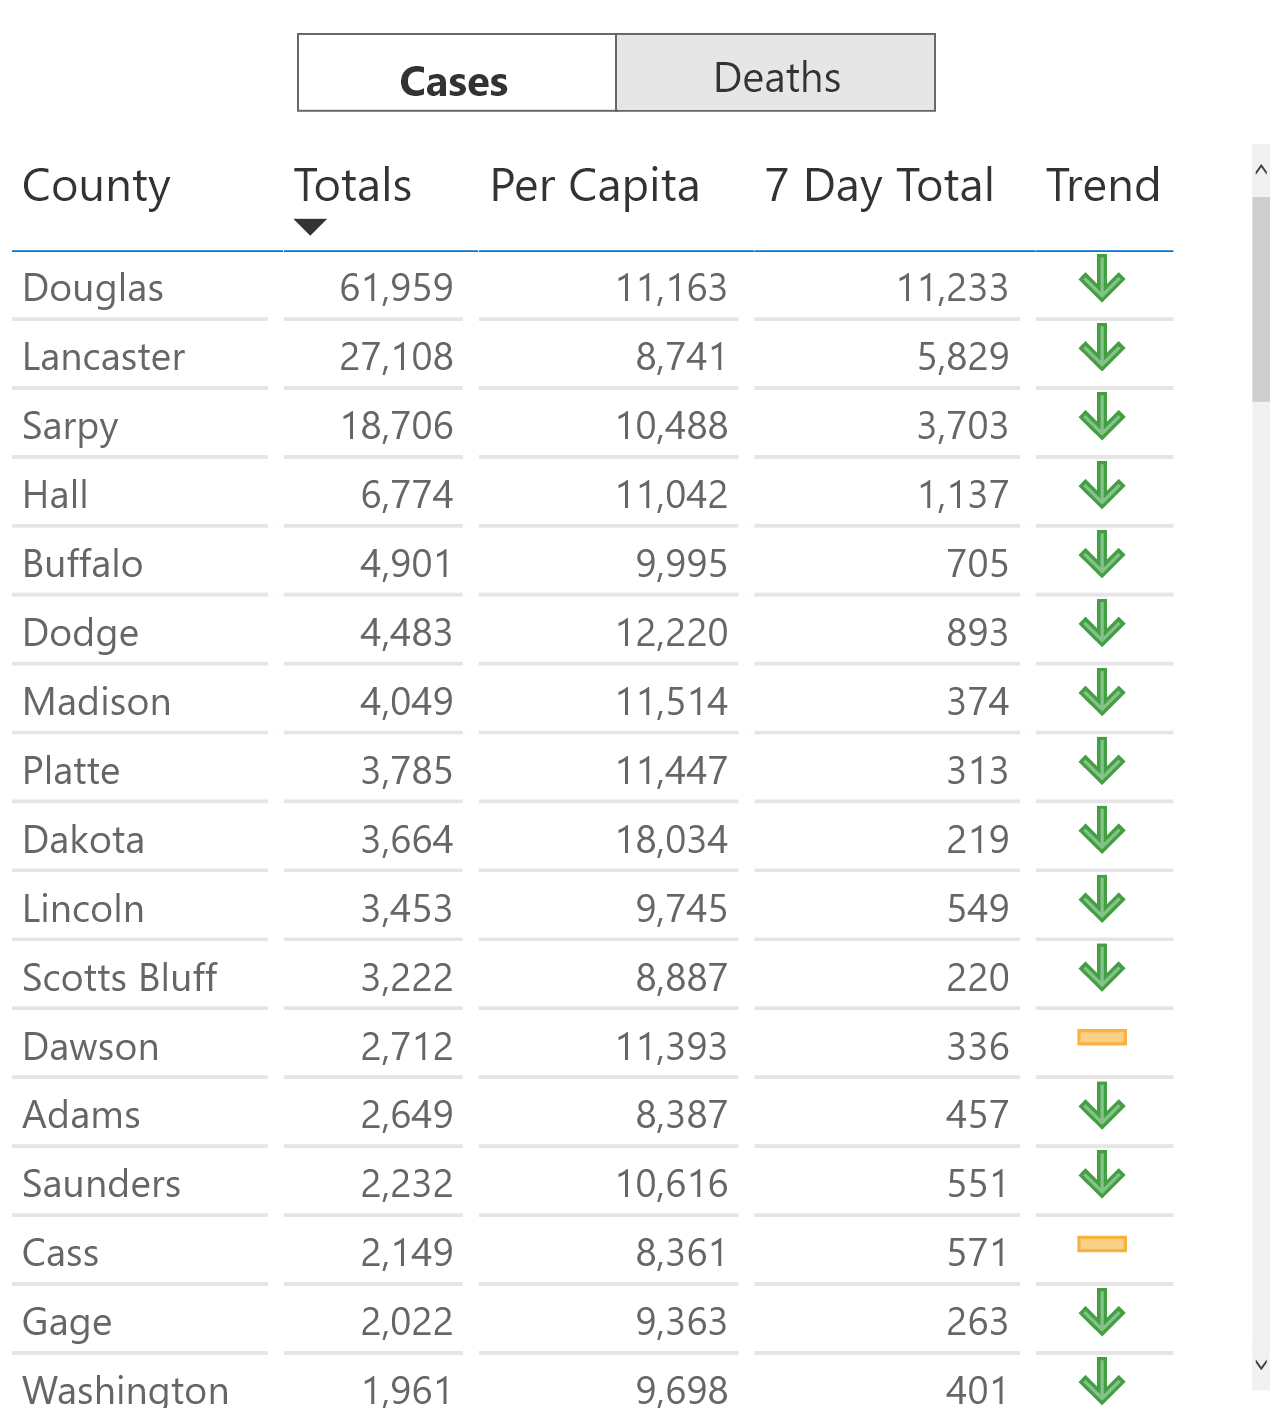 Cases Deaths
County Totals Per Capita 7 Day Total Trend
Douglas 61,959 11,163 11,233
Lancaster 27,108 8,741 5,829
Sarpy 18,706 10,488 3,703
Hall 6,774 11,042 1,137
Buffalo 4,901 9,995 705
Dodge 4,483 12,220 893
Madison 4,049 11,514 374
Platte 3,785 11,447 313
Dakota 3,664 18,034 219
Lincoln 3,453 9,745 549
Scotts Bluff 3,222 8,887 220
Dawson 2,712 11,393 336
Adams 2,649 8,387 457
Saunders 2,232 10,616 551
Cass 2,149 8,361 571
Gage 2,022 9,363 263
Washington 1,961 9,698 401